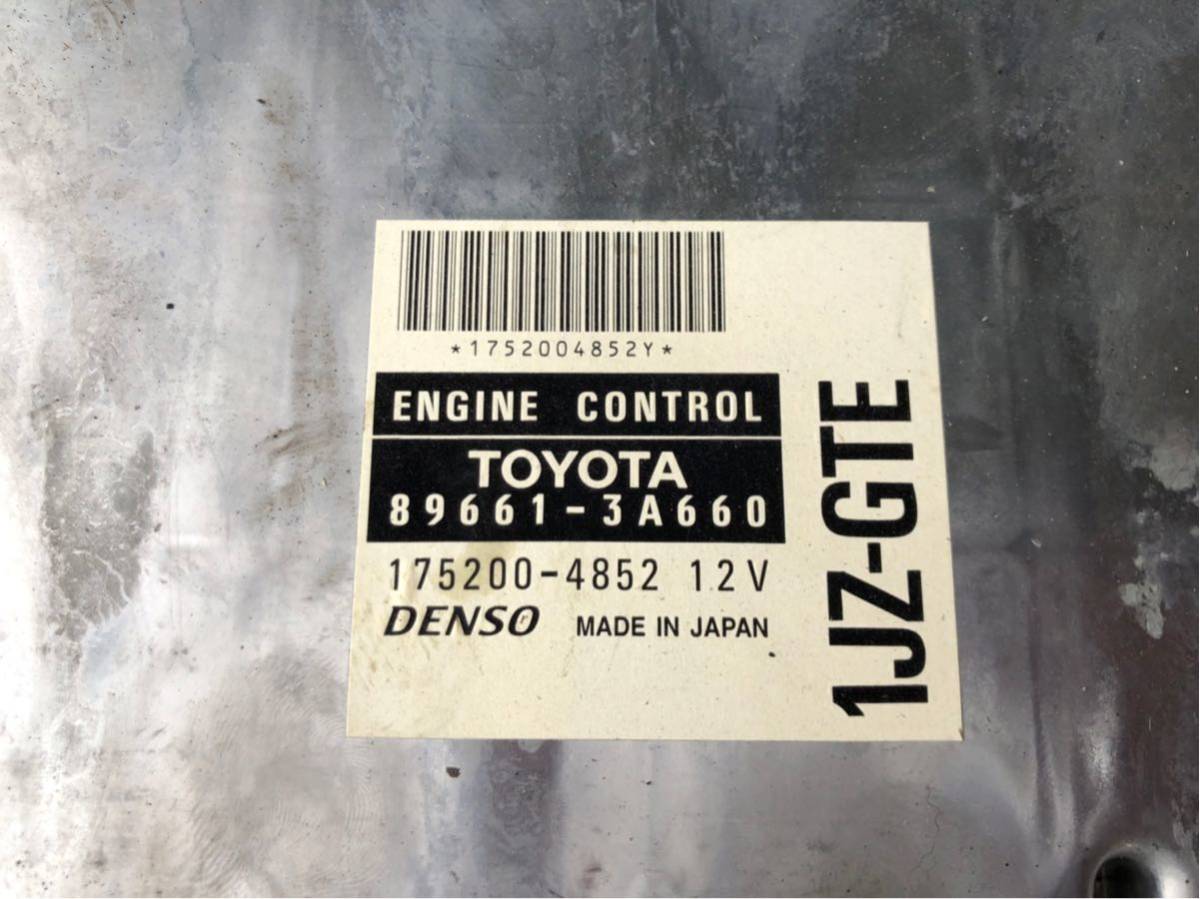 *1752004852Y*
ENGINE CONTROL
TOYOTA
89661-3A660
175200-4852 12V
DENSO MADE IN JAPAN
1JZ-GTE